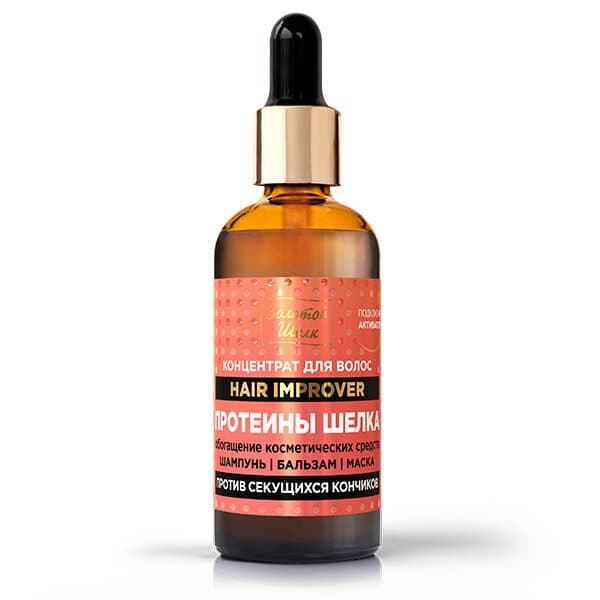 Золотой
Шелк
КОНЦЕНТРАТ ДЛЯ ВОЛОС
HAIR IMPROVER
ПРОТЕИНЫ ШЕЛКА
обогащение косметических средств
ШАМПУНЬ | БАЛЬЗАМ | МАСКА
ПРОТИВ СЕКУЩИХСЯ КОНЧИКОВ